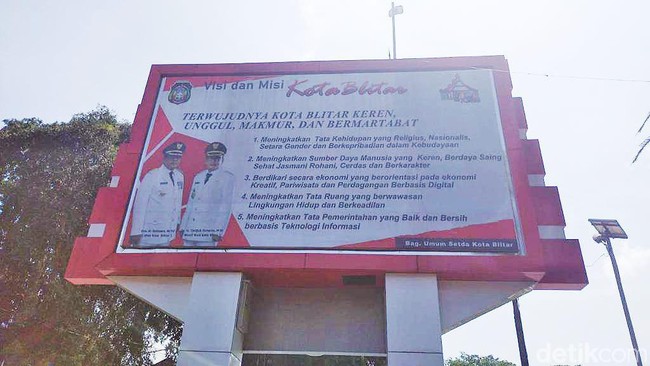 Visi dan Misi Kota Blitar
TERWUJUDNYA KOTA BLITAR KEREN,
UNGGUL, MAKMUR, DAN BERMARTABAT
1. Meningkatkan Tata Kehidupan yang Religius, Nasionalis,
Setara Gender dan Berkepribadian dalam Kebudayaan
2. Meningkatkan Sumber Daya Manusia yang Keren, Berdaya Saing
Sehat Jasmani Rohani, Cerdas dan Berkarakter
3. Berdikari secara ekonomi yang berorientasi pada ekonomi
Kreatif, Pariwisata dan Perdagangan Berbasis Digital
4. Meningkatkan Tata Ruang yang berwawasan
Lingkungan Hidup dan Berkeadilan
5. Meningkatkan Tata Pemerintahan yang Baik dan Bersih
berbasis Teknologi Informasi
Bag. Umum Setda Kota Blitar
detikcom